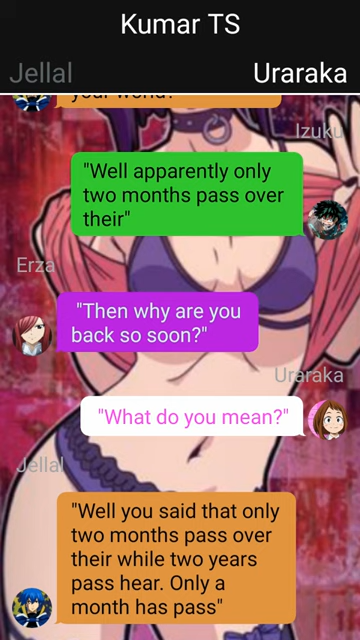 Kumar TS
Jellal
Uraraka
your world?
Izuku
"Well apparently only
two months pass over
their"
Erza
"Then why are you
back so soon?"
Uraraka
"What do you mean?"
Jellal
"Well you said that only
two months pass over
their while two years
pass hear. Only a
month has pass"